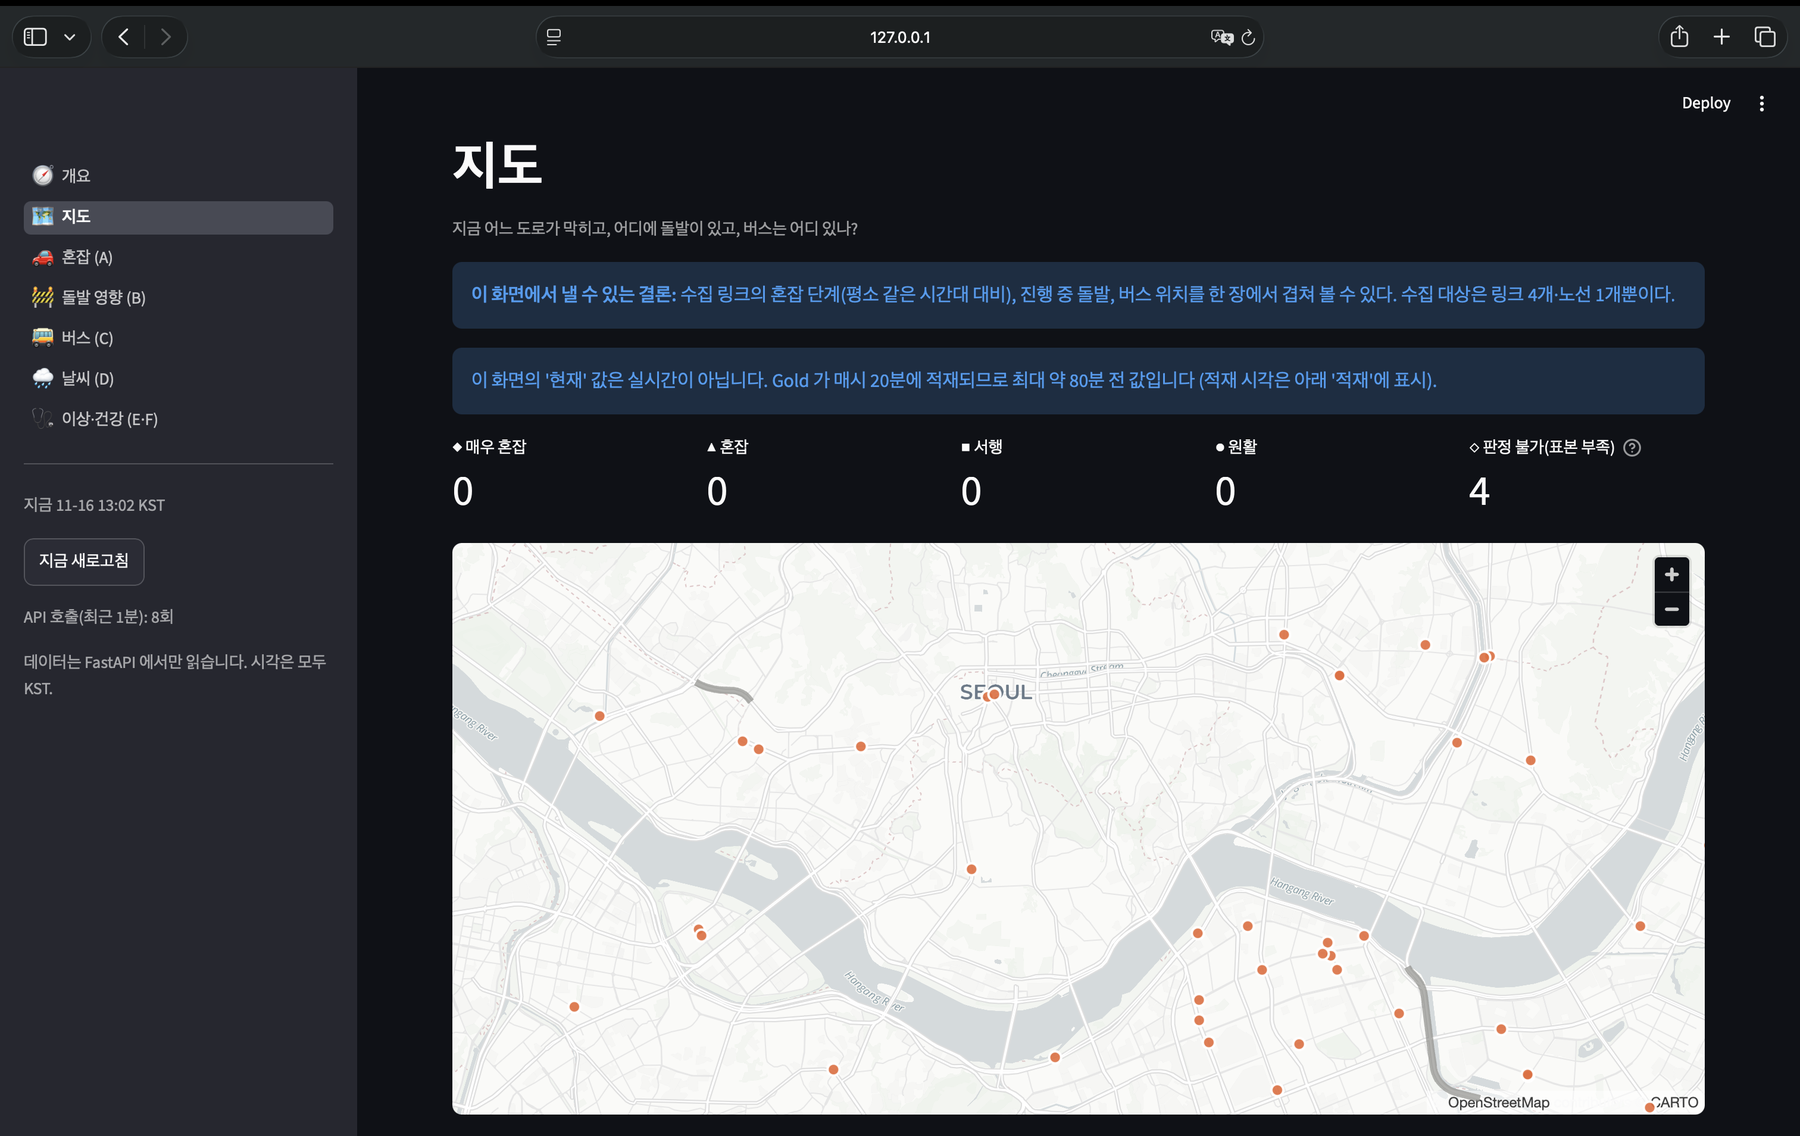 127.0.0.1
Deploy
개요
지도
혼잡 (A)
돌발 영향 (B)
버스 (C)
날씨 (D)
이상·건강 (E·F)
지금 11-16 13:02 KST
지금 새로고침
API 호출(최근 1분): 8회
데이터는 FastAPI 에서만 읽습니다. 시각은 모두
KST.
지도
지금 어느 도로가 막히고, 어디에 돌발이 있고, 버스는 어디 있나?
이 화면에서 낼 수 있는 결론: 수집 링크의 혼잡 단계(평소 같은 시간대 대비), 진행 중 돌발, 버스 위치를 한 장에서 겹쳐 볼 수 있다. 수집 대상은 링크 4개·노선 1개뿐이다.
이 화면의 '현재' 값은 실시간이 아닙니다. Gold 가 매시 20분에 적재되므로 최대 약 80분 전 값입니다 (적재 시각은 아래 '적재'에 표시).
◆ 매우 혼잡
0
▲ 혼잡
0
■ 서행
0
● 원활
0
◇ 판정 불가(표본 부족)
4
Cheonggye Stream
SEOUL
Hangang River
Hangang River
Hangang River
OpenStreetMap
CARTO